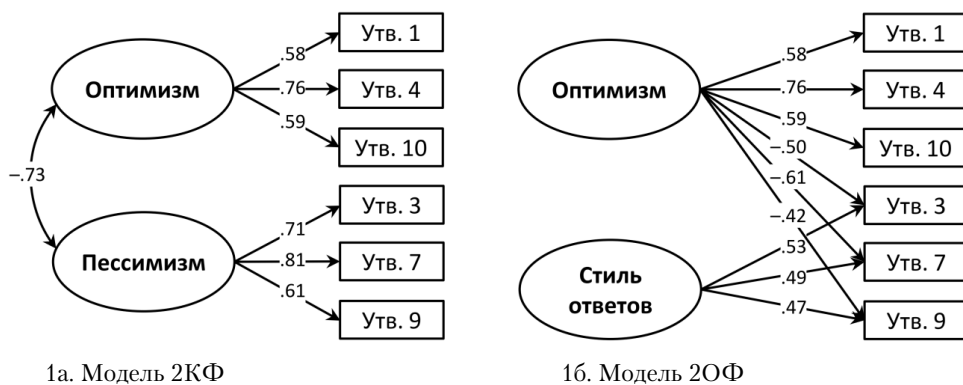 Оптимизм
Пессимизм
–.73
.58
.76
.59
.71
.81
.61
Утв. 1
Утв. 4
Утв. 10
Утв. 3
Утв. 7
Утв. 9
1а. Модель 2КФ
Оптимизм
Стиль
ответов
.58
.76
.59
–.50
–.61
–.42
.53
.49
.47
Утв. 1
Утв. 4
Утв. 10
Утв. 3
Утв. 7
Утв. 9
1б. Модель 2ОФ